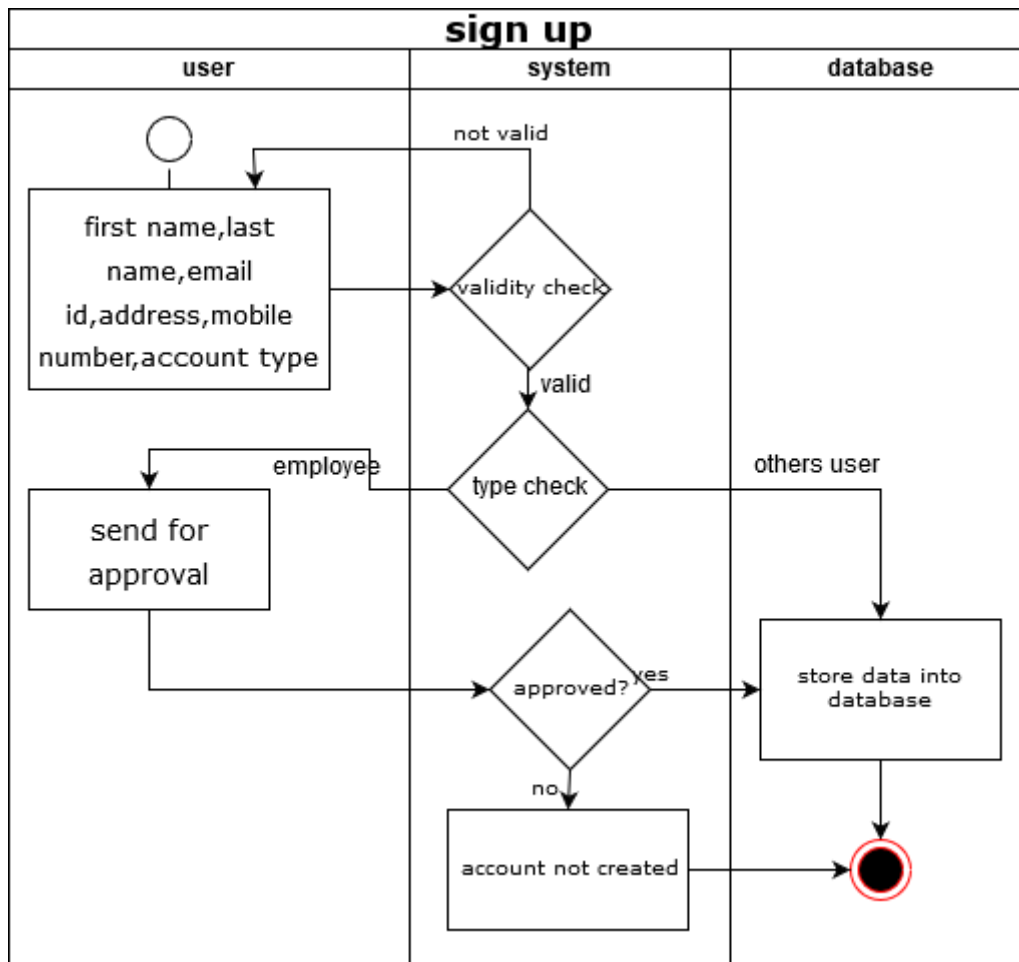 sign up
user
system
database
not valid
first name,last
name,email
id,address,mobile
number,account type
validity check
valid
employee
type check
others user
send for
approval
approved?
yes
store data into
database
no
account not created